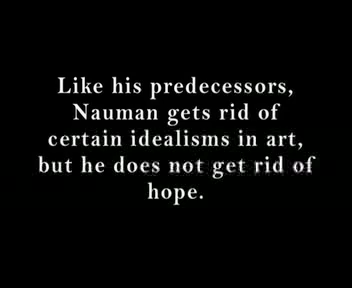 Like his predecessors,
Nauman gets rid of
certain idealisms in art,
but he does not get rid of
hope.